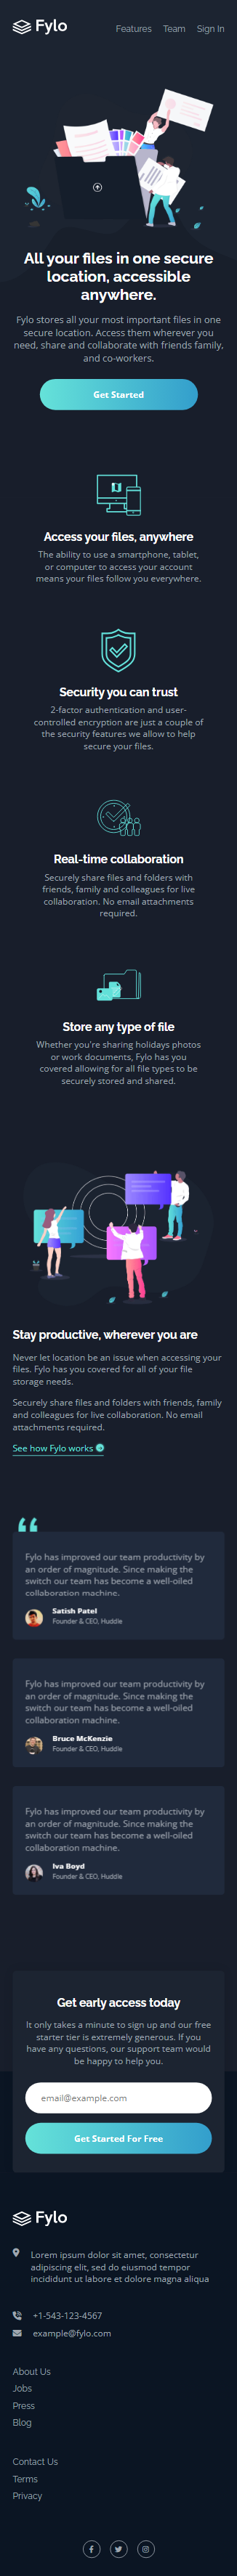 Fylo
Features Team Sign In
All your files in one secure
location, accessible
anywhere.
Fylo stores all your most important files in one
secure location. Access them wherever you
need, share and collaborate with friends family,
and co-workers.
Get Started
Access your files, anywhere
The ability to use a smartphone, tablet,
or computer to access your account
means your files follow you everywhere.
Security you can trust
2-factor authentication and user-
controlled encryption are just a couple of
the security features we allow to help
secure your files.
Real-time collaboration
Securely share files and folders with
friends, family and colleagues for live
collaboration. No email attachments
required.
Store any type of file
Whether you're sharing holidays photos
or work documents, Fylo has you
covered allowing for all file types to be
securely stored and shared.
Stay productive, wherever you are
Never let location be an issue when accessing your
files. Fylo has you covered for all of your file
storage needs.
Securely share files and folders with friends, family
and colleagues for live collaboration. No email
attachments required.
See how Fylo works
Fylo has improved our team productivity by
an order of magnitude. Since making the
switch our team has become a well-oiled
collaboration machine.
Satish Patel
Founder & CEO, Huddle
Fylo has improved our team productivity by
an order of magnitude. Since making the
switch our team has become a well-oiled
collaboration machine.
Bruce McKenzie
Founder & CEO, Huddle
Fylo has improved our team productivity by
an order of magnitude. Since making the
switch our team has become a well-oiled
collaboration machine.
Iva Boyd
Founder & CEO, Huddle
Get early access today
It only takes a minute to sign up and our free
starter tier is extremely generous. If you
have any questions, our support team would
be happy to help you.
email@example.com
Get Started For Free
Fylo
Lorem ipsum dolor sit amet, consectetur
adipiscing elit, sed do eiusmod tempor
incididunt ut labore et dolore magna aliqua
+1-543-123-4567
example@fylo.com
About Us
Jobs
Press
Blog
Contact Us
Terms
Privacy